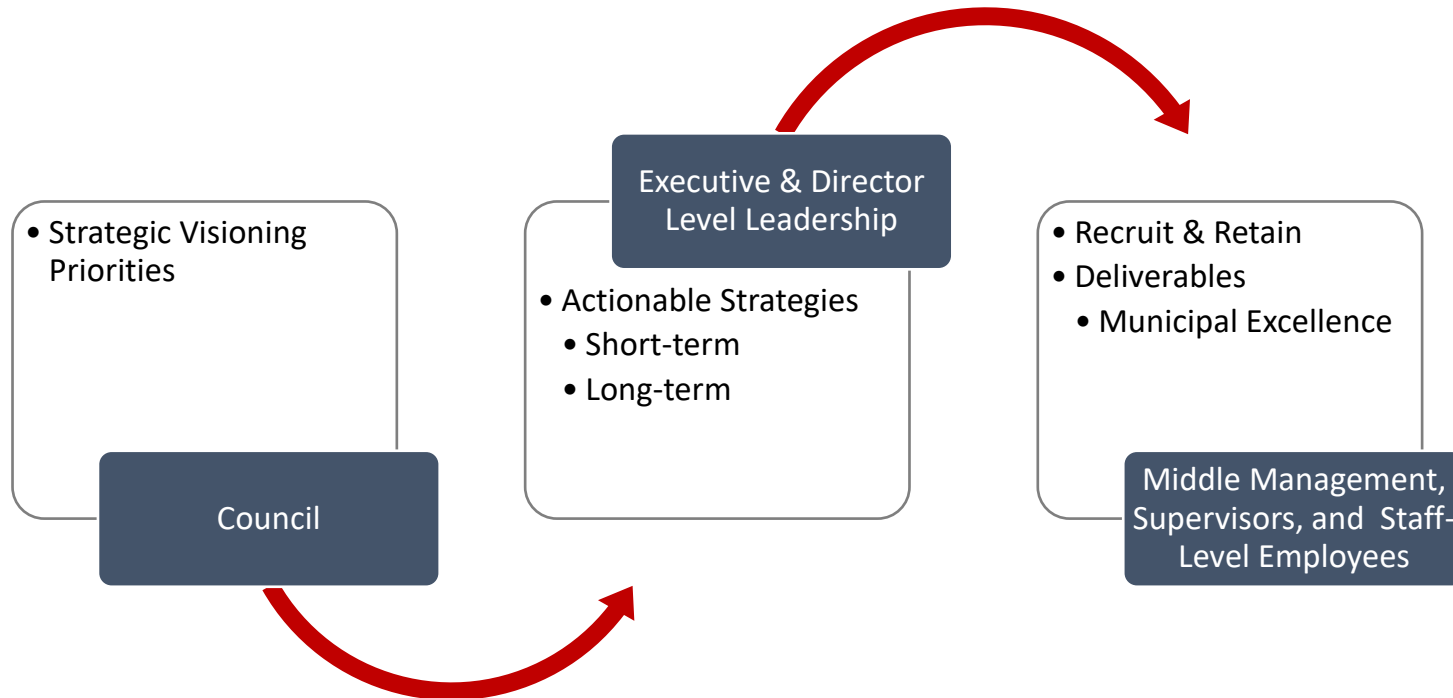 • Strategic Visioning
Priorities
Council
Executive & Director
Level Leadership
• Actionable Strategies
• Short-term
• Long-term
• Recruit & Retain
• Deliverables
• Municipal Excellence
Middle Management,
Supervisors, and  Staff-
Level Employees